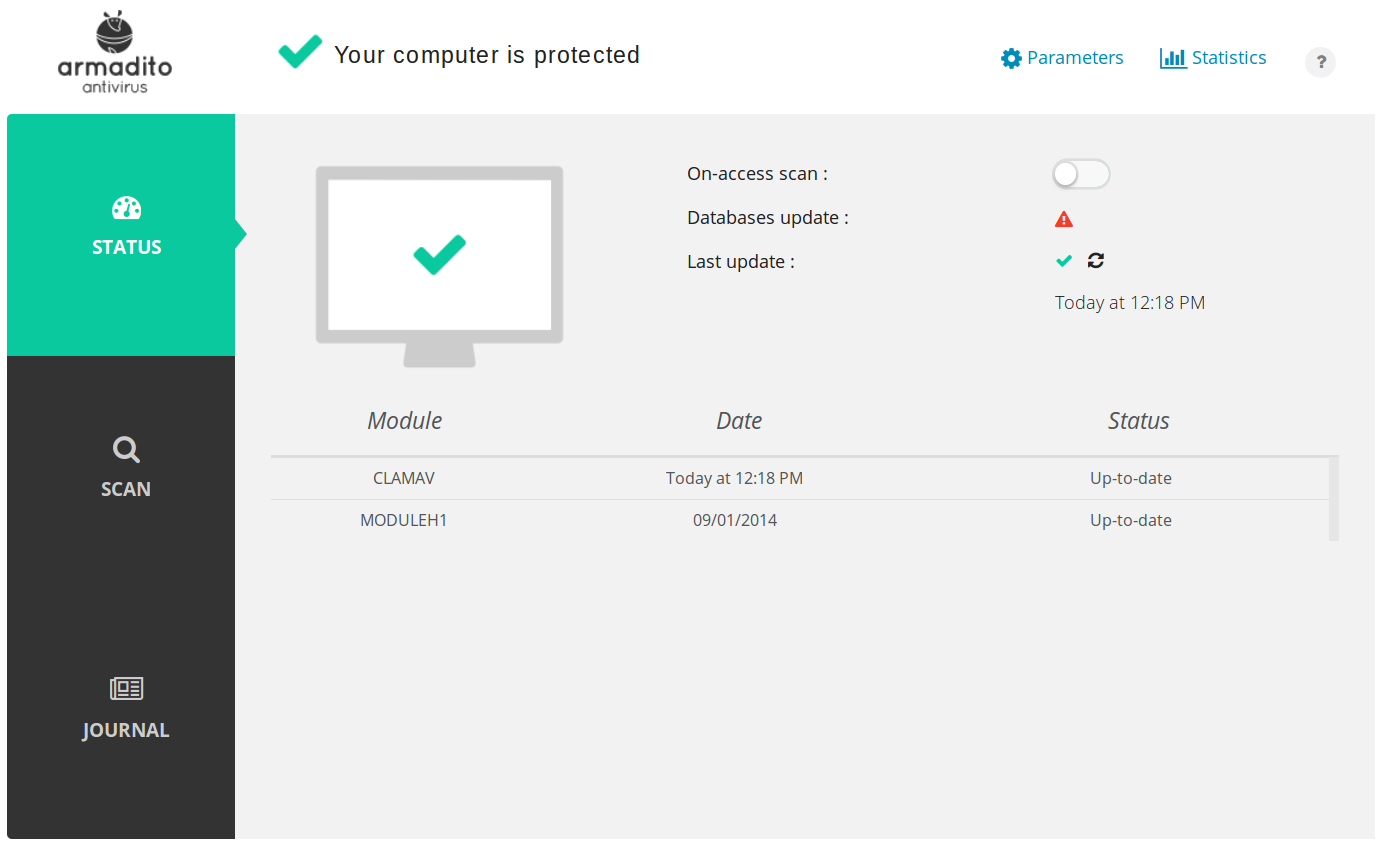 armadito
antivirus
Your computer is protected
Parameters
Statistics
?
STATUS
SCAN
JOURNAL
On-access scan :
Databases update :
Last update :
Today at 12:18 PM
Module Date Status
CLAMAV Today at 12:18 PM Up-to-date
MODULEH1 09/01/2014 Up-to-date